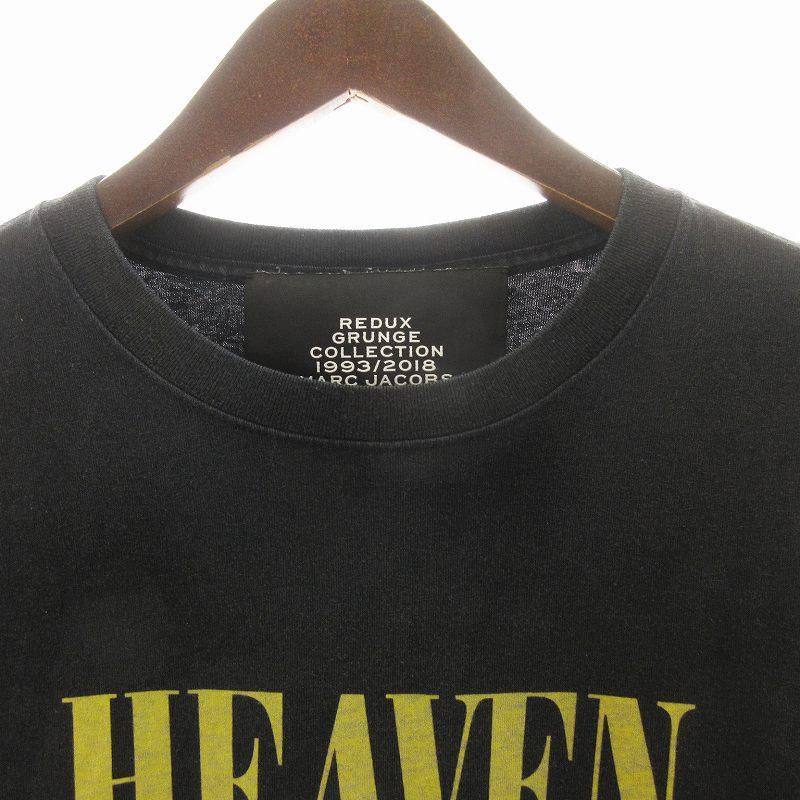 REDUX
GRUNGE
COLLECTION
1993/2018
MARC JACOBS
HEAVEN